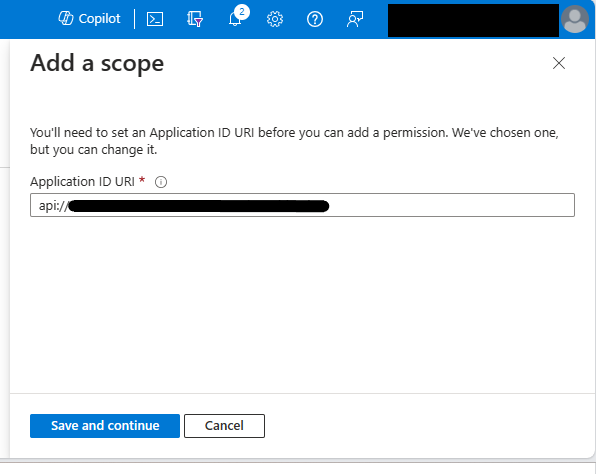 Copilot
2
Add a scope
You'll need to set an Application ID URI before you can add a permission. We've chosen one,
but you can change it.
Application ID URI *
api://
Save and continue
Cancel